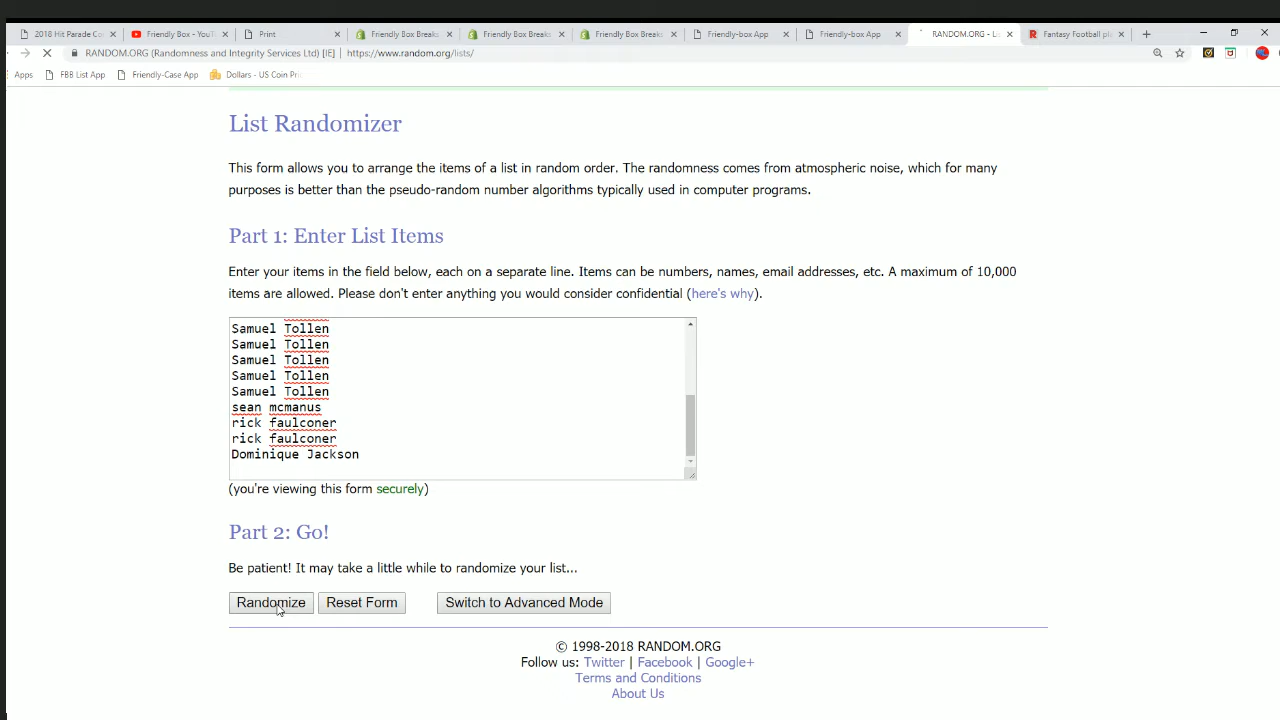 2018 Hit Parade Co
Friendly Box - YouT
Print
Friendly Box Breaks
Friendly Box Breaks
Friendly Box Breaks
Friendly-box App
Friendly-box App
RANDOM.ORG - Li
Fantasy Football pl
RANDOM.ORG (Randomness and Integrity Services Ltd) [IE] | https://www.random.org/lists/
Apps FBB List App Friendly-Case App Dollars - US Coin Pri
List Randomizer
This form allows you to arrange the items of a list in random order. The randomness comes from atmospheric noise, which for many
purposes is better than the pseudo-random number algorithms typically used in computer programs.
Part 1: Enter List Items
Enter your items in the field below, each on a separate line. Items can be numbers, names, email addresses, etc. A maximum of 10,000
items are allowed. Please don't enter anything you would consider confidential (here's why).
Samuel Tollen
Samuel Tollen
Samuel Tollen
Samuel Tollen
Samuel Tollen
sean mcmanus
rick faulconer
rick faulconer
Dominique Jackson
(you're viewing this form securely)
Part 2: Go!
Be patient! It may take a little while to randomize your list...
Randomize Reset Form Switch to Advanced Mode
© 1998-2018 RANDOM.ORG
Follow us: Twitter | Facebook | Google+
Terms and Conditions
About Us